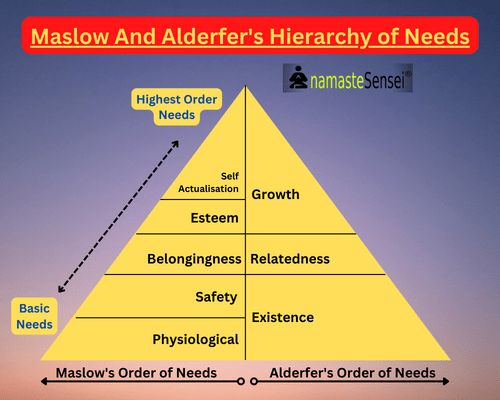 Maslow And Alderfer's Hierarchy of Needs
namasteSensei®
Highest Order
Needs
Self
Actualisation
Growth
Esteem
Belongingness
Relatedness
Safety
Existence
Basic
Needs
Physiological
Maslow's Order of Needs
Alderfer's Order of Needs